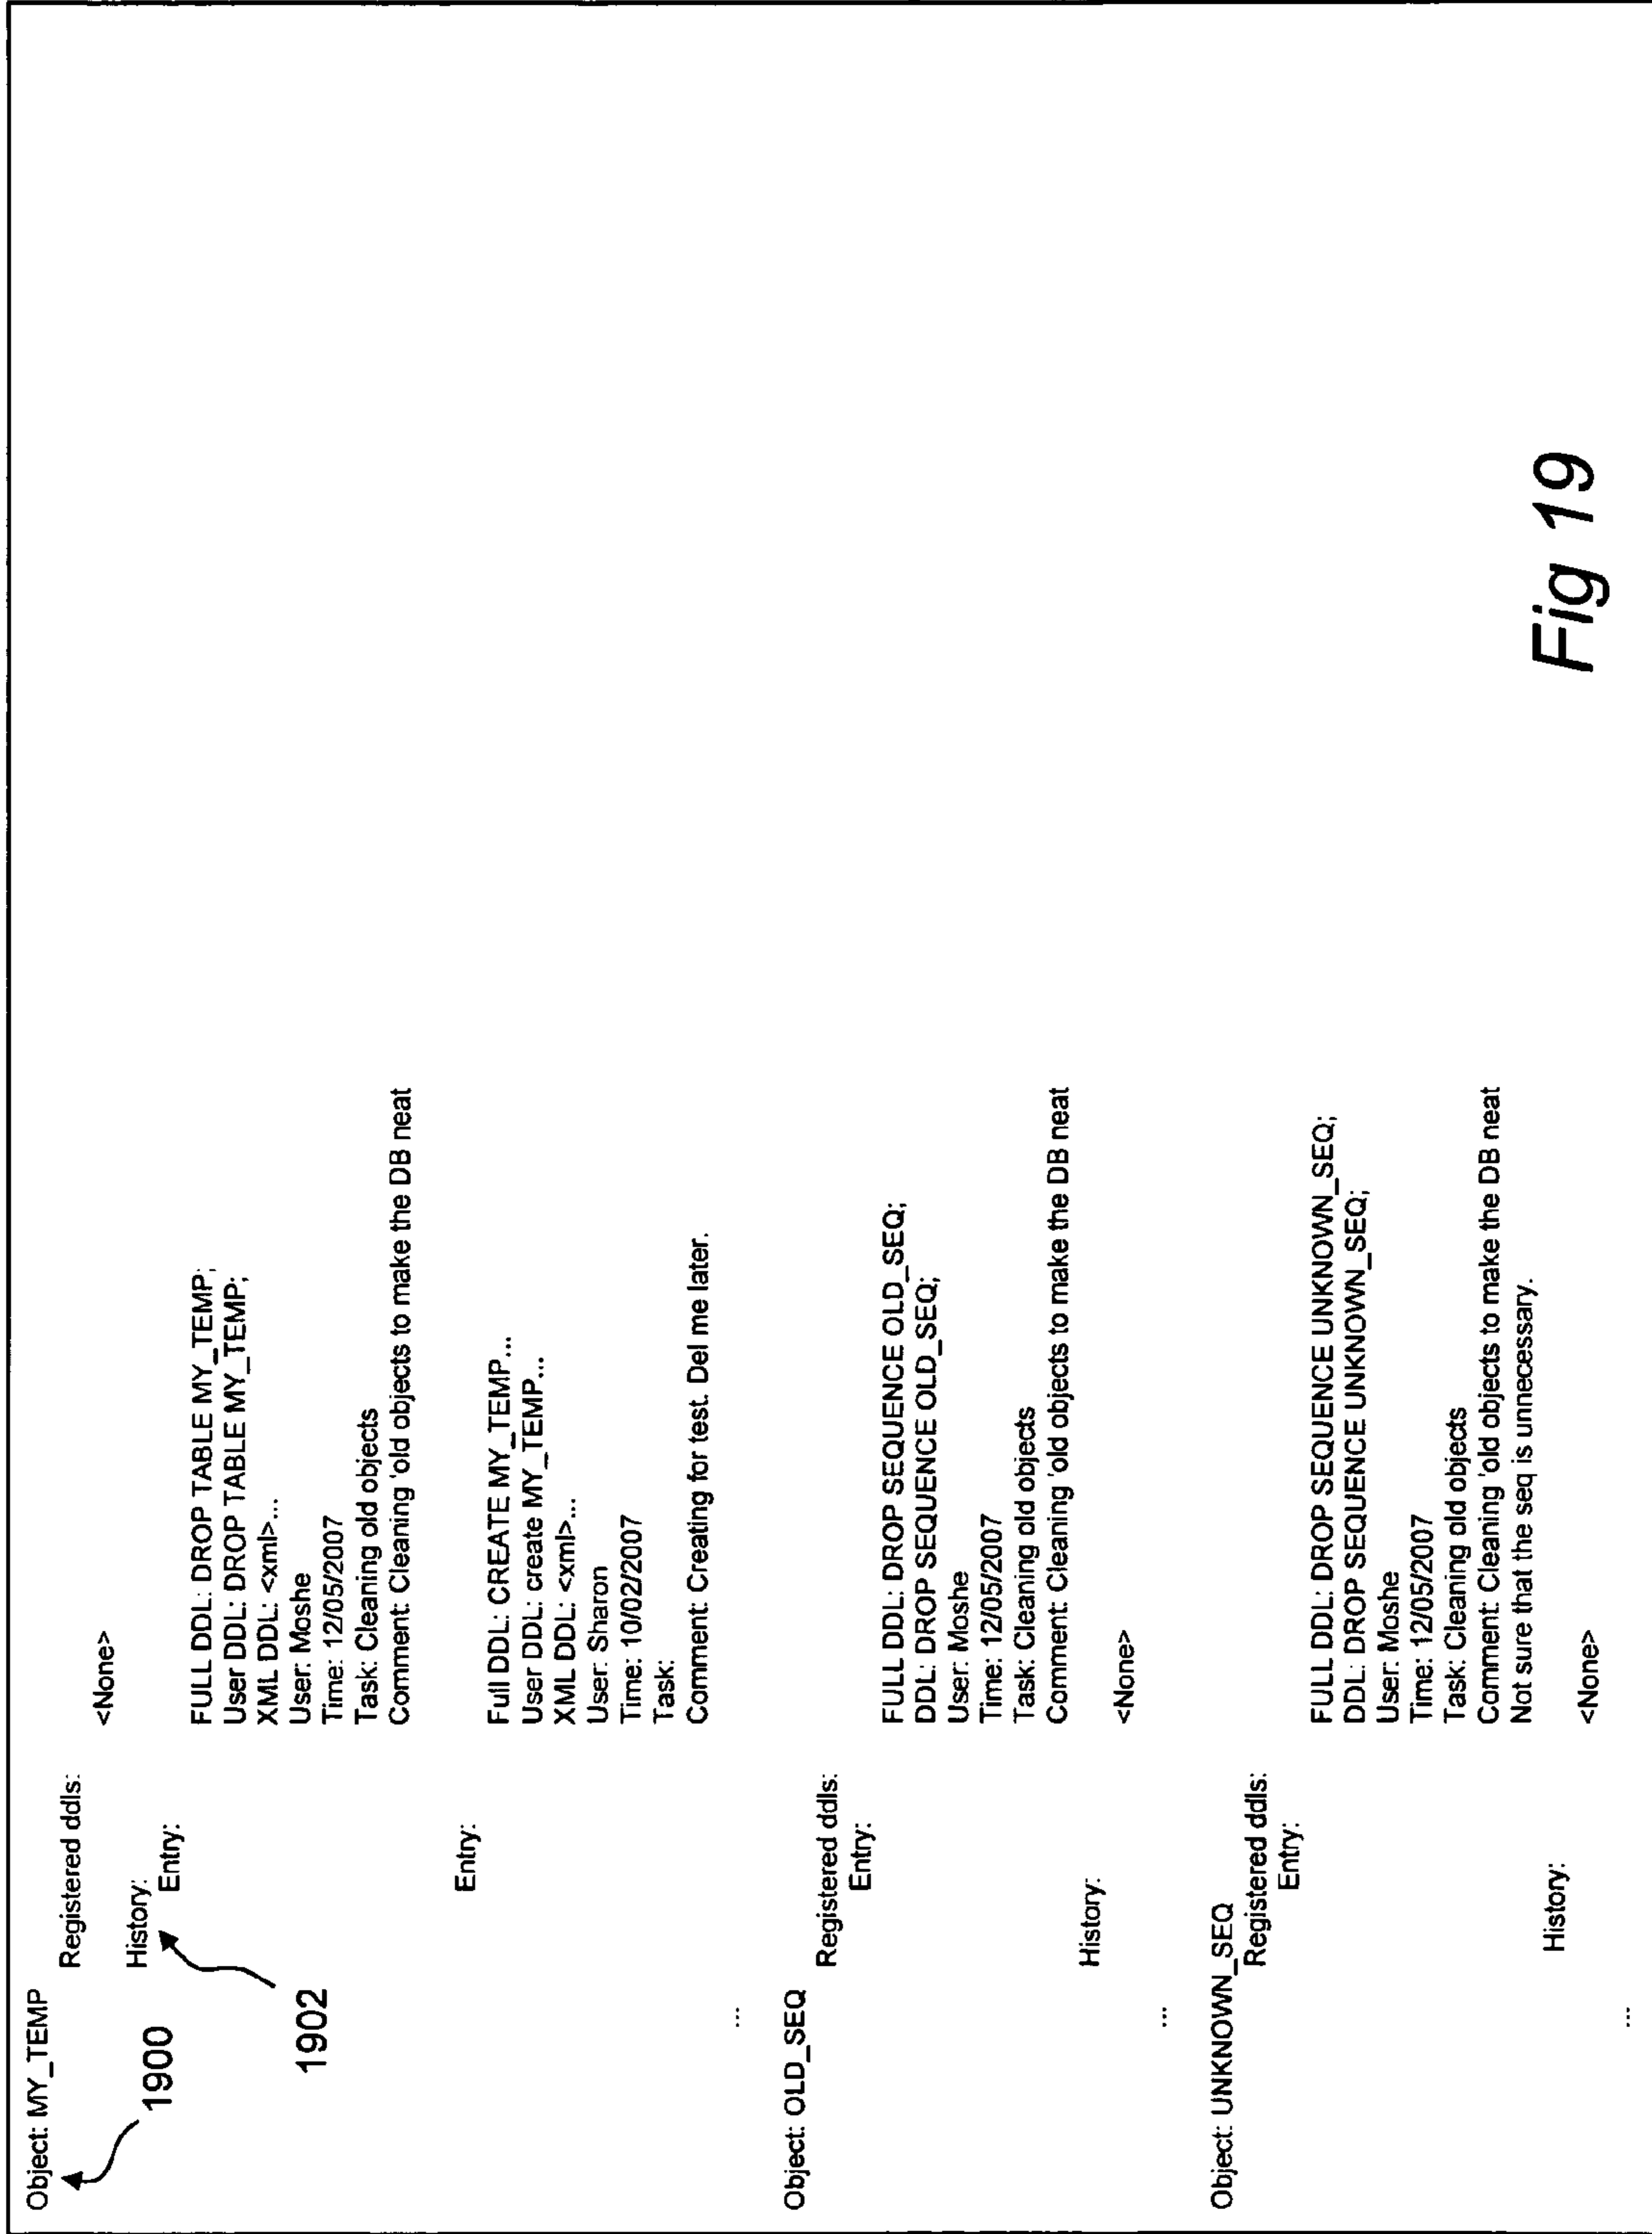 Object: MY_TEMP
1900
Registered ddls:
<None>
History:
1902
Entry:
FULL DDL: DROP TABLE MY_TEMP;
User DDL: DROP TABLE MY_TEMP;
XML DDL: <xml>...
User: Moshe
Time: 12/05/2007
Task: Cleaning old objects
Comment: Cleaning 'old objects to make the DB neat
Entry:
Full DDL: CREATE MY_TEMP...
User DDL: create MY_TEMP...
XML DDL: <xml>...
User: Sharon
Time: 10/02/2007
Task:
Comment: Creating for test. Del me later.
...
Object: OLD_SEQ
Registered ddls:
Entry:
FULL DDL: DROP SEQUENCE OLD_SEQ;
DDL: DROP SEQUENCE OLD_SEQ;
User: Moshe
Time: 12/05/2007
Task: Cleaning old objects
Comment: Cleaning 'old objects to make the DB neat
History:
<None>
...
Object: UNKNOWN_SEQ
Registered ddls:
Entry:
FULL DDL: DROP SEQUENCE UNKNOWN_SEQ;
DDL: DROP SEQUENCE UNKNOWN_SEQ;
User: Moshe
Time: 12/05/2007
Task: Cleaning old objects
Comment: Cleaning 'old objects to make the DB neat
Not sure that the seq is unnecessary.
History:
<None>
...
Fig 19